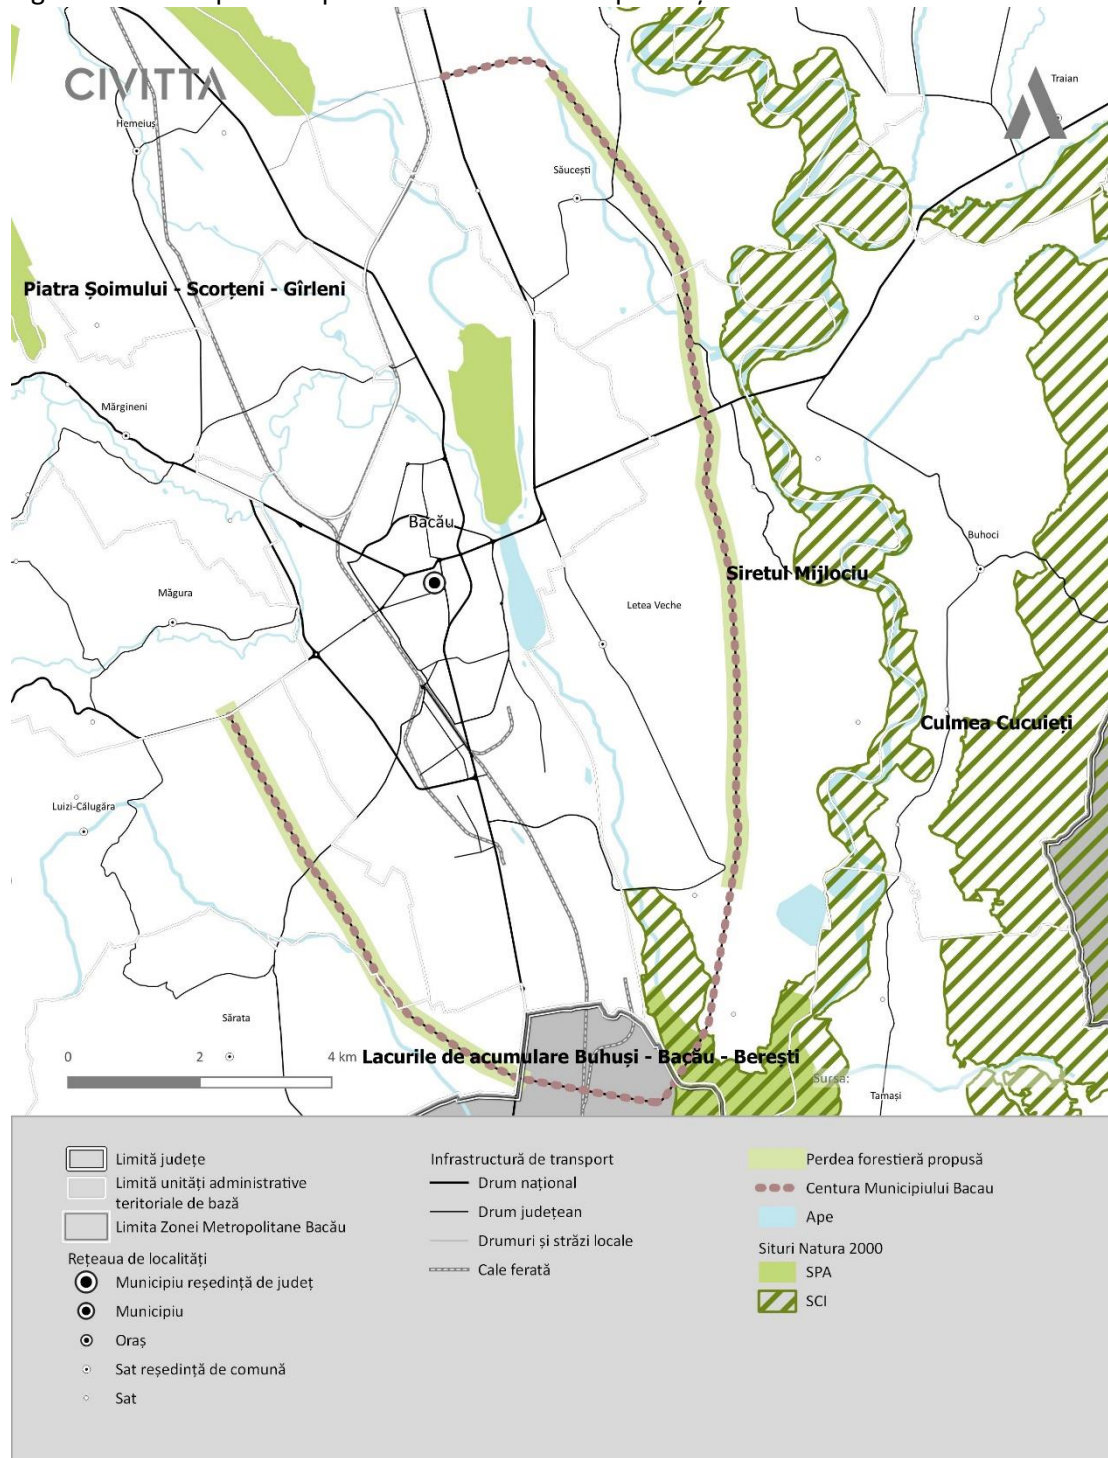 CIVITTA
Traian
Hemeiuș
Săucești
Piatra Șoimului - Scorțeni - Gîrleni
Mărgineni
Bacău
Buhoci
Siretul Mijlociu
Măgura
Letea Veche
Culmea Cucuieți
Luizi-Călugăra
Sărata
0 2 4 km
Lacurile de acumulare Buhuși - Bacău - Berești
Sursa:
Tamași
Limită județe
Limită unități administrative
teritoriale de bază
Limita Zonei Metropolitane Bacău
Rețeaua de localități
Municipiu reședință de județ
Municipiu
Oraș
Sat reședință de comună
Sat
Infrastructură de transport
Drum național
Drum județean
Drumuri și străzi locale
Cale ferată
Perdea forestieră propusă
Centura Municipiului Bacau
Ape
Situri Natura 2000
SPA
SCI